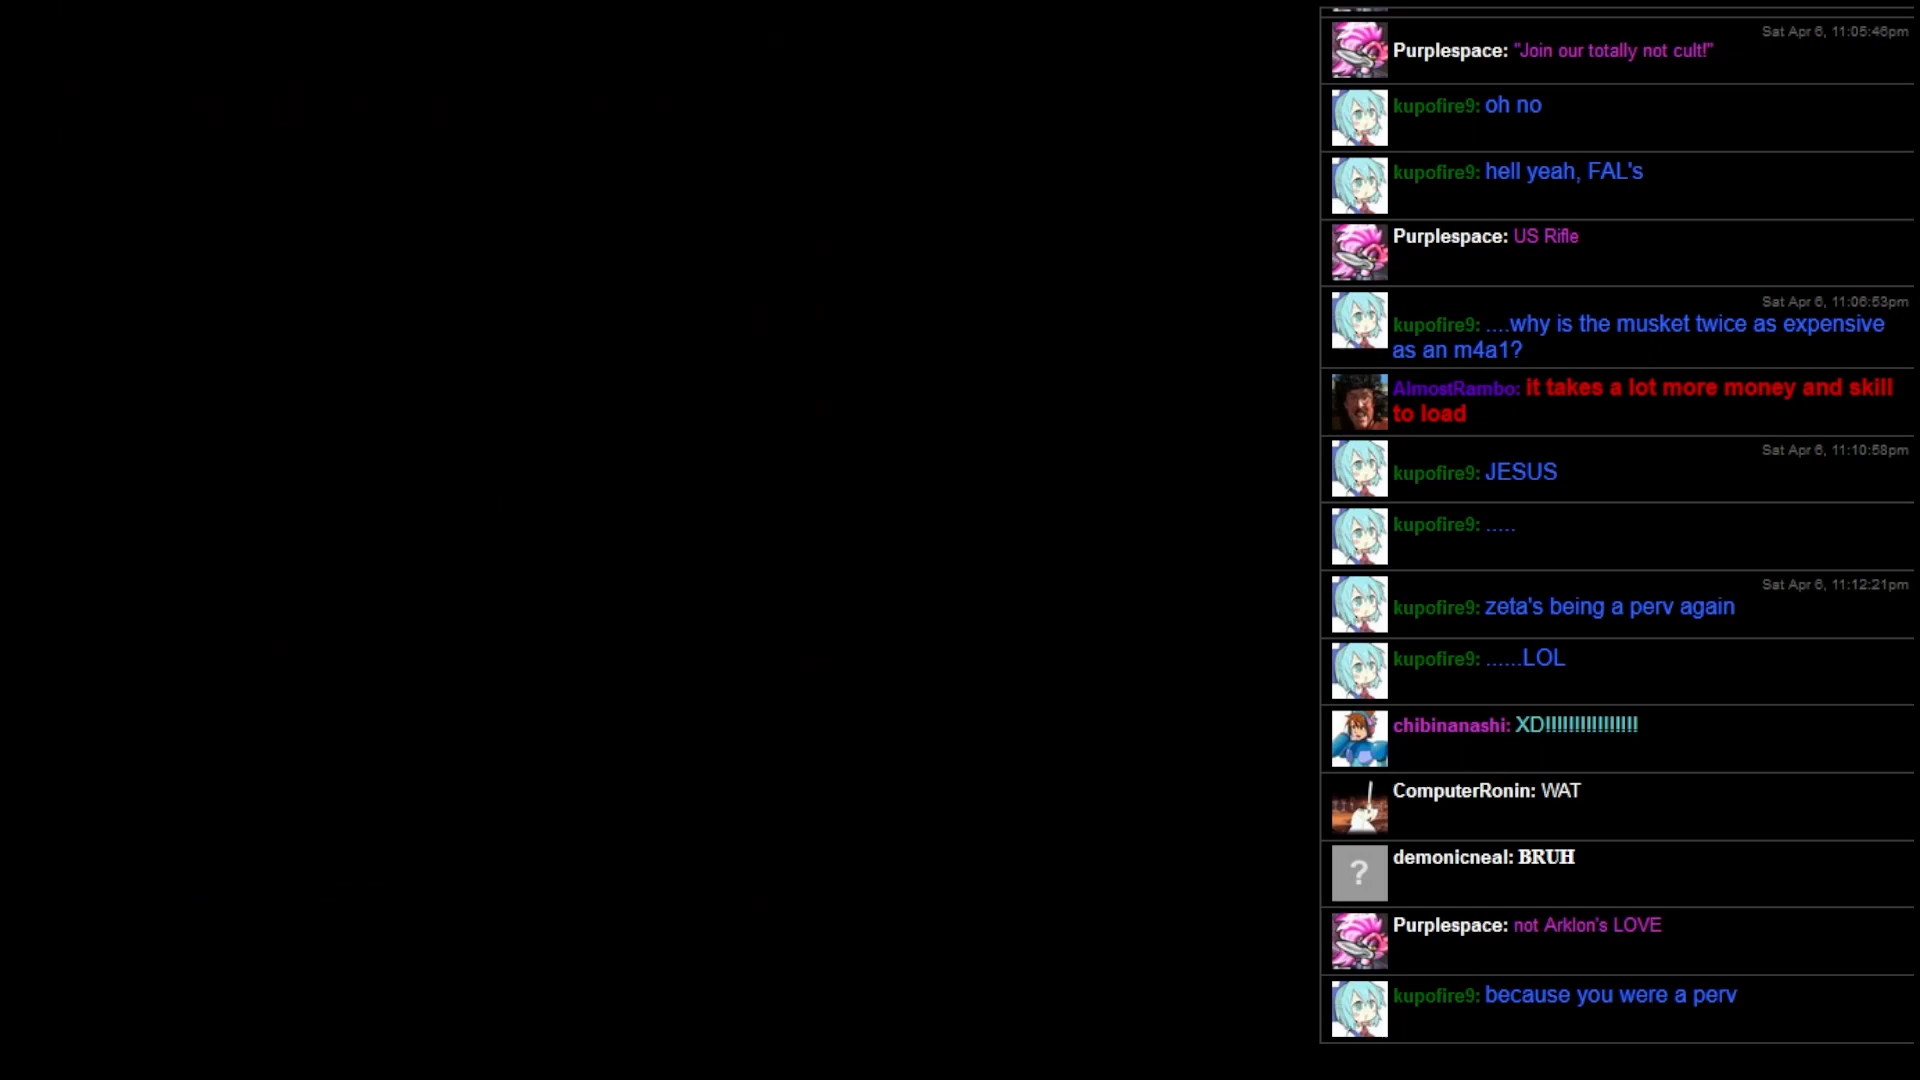 Sat Apr 6, 11:05:46pm
Purplespace: "Join our totally not cult!"
kupofire9: oh no
kupofire9: hell yeah, FAL's
Purplespace: US Rifle
Sat Apr 6, 11:06:53pm
kupofire9: ....why is the musket twice as expensive
as an m4a1?
AlmostRambo: it takes a lot more money and skill
to load
Sat Apr 6, 11:10:58pm
kupofire9: JESUS
kupofire9: .....
Sat Apr 6, 11:12:21pm
kupofire9: zeta's being a perv again
kupofire9: ......LOL
chibinanashi: XD!!!!!!!!!!!!!!!!
ComputerRonin: WAT
?
demonicneal: BRUH
Purplespace: not Arklon's LOVE
kupofire9: because you were a perv